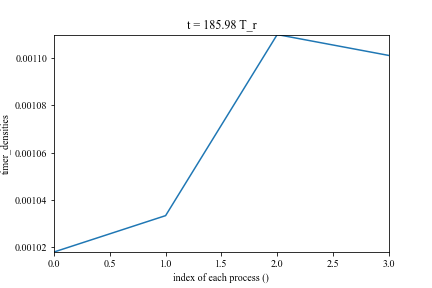 t = 185.98 T_r
0.00110
0.00108
0.00106
0.00104
0.00102
timer_densities
0.0 0.5 1.0 1.5 2.0 2.5 3.0
index of each process ()